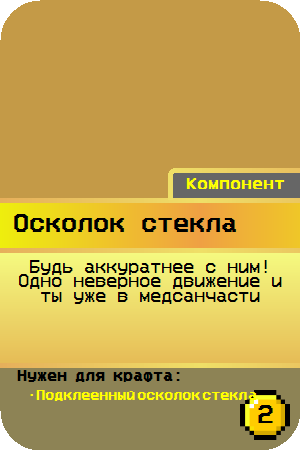 Компонент
Осколок стекла
Будь аккуратнее с ним!
Одно неверное движение и
ты уже в медсанчасти
Нужен для крафта:
·Подклеенный осколок стекла
2